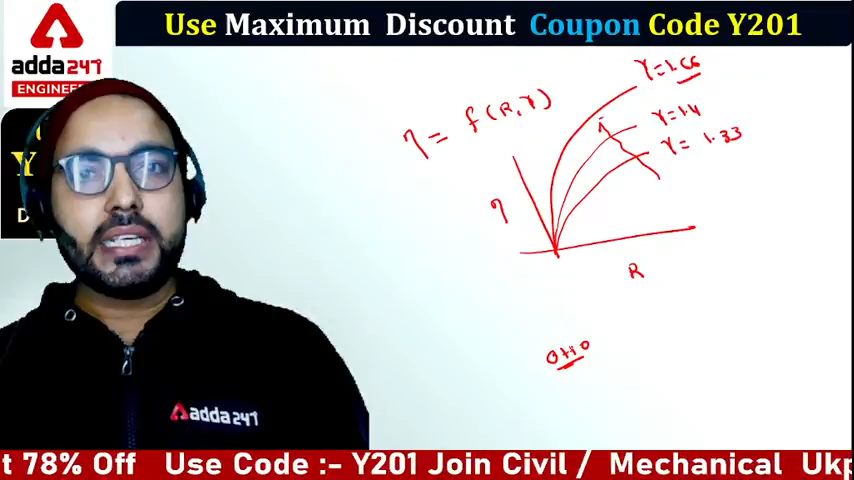 Use Maximum Discount Coupon Code Y201
adda247
ENGINEER
Y
D
η = f(R,γ)
γ=1.66
γ=1.4
γ = 1.33
η
R
otto
adda247
t 78% Off Use Code :- Y201 Join Civil / Mechanical Ukp